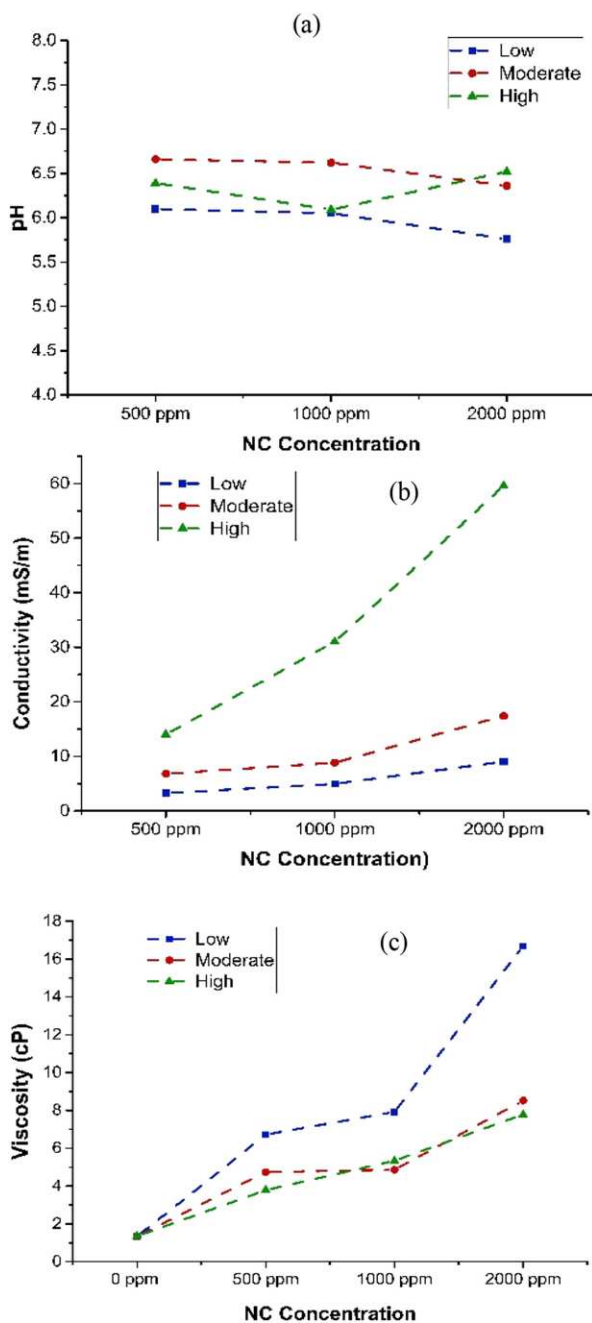 (a)
Low
Moderate
High
8.0
7.5
7.0
6.5
6.0
5.5
5.0
4.5
4.0
pH
500 ppm 1000 ppm 2000 ppm
NC Concentration
(b)
Low
Moderate
High
60
50
40
30
20
10
0
Conductivity (mS/m)
500 ppm 1000 ppm 2000 ppm
NC Concentration)
(c)
Low
Moderate
High
18
16
14
12
10
8
6
4
2
0
Viscosity (cP)
0 ppm 500 ppm 1000 ppm 2000 ppm
NC Concentration